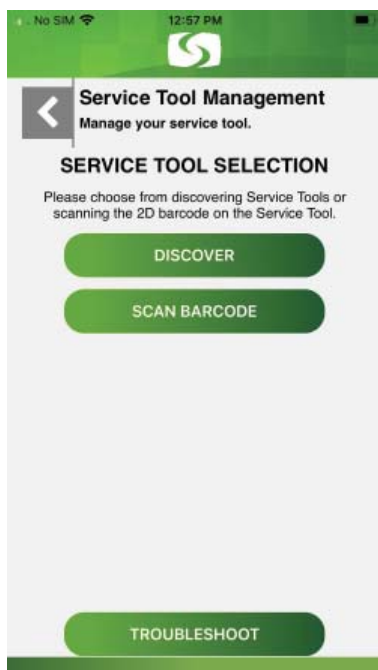 No SIM 12:57 PM
Service Tool Management
Manage your service tool.
SERVICE TOOL SELECTION
Please choose from discovering Service Tools or
scanning the 2D barcode on the Service Tool.
DISCOVER
SCAN BARCODE
TROUBLESHOOT